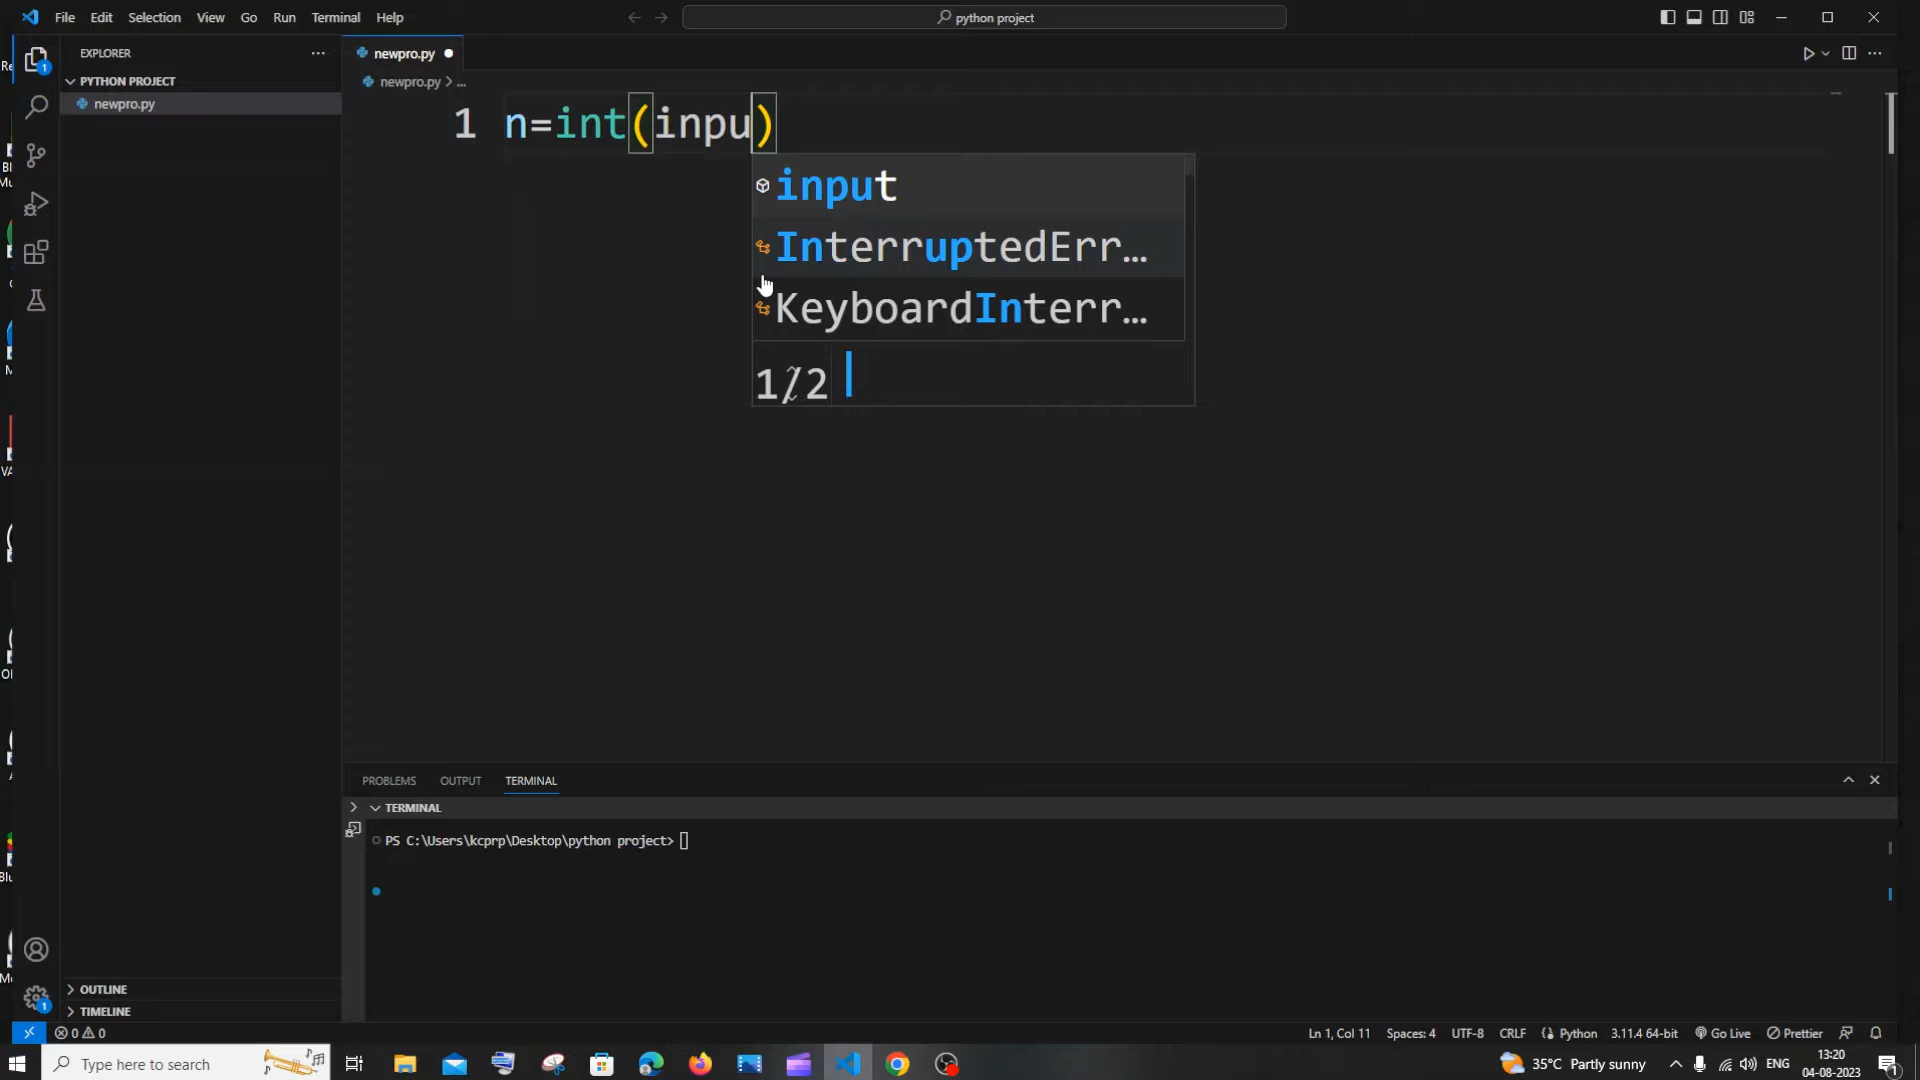 File Edit Selection View Go Run Terminal Help
python project
EXPLORER
PYTHON PROJECT
newpro.py
newpro.py
newpro.py > ...
1 n=int(inpu)
input
InterruptedErr...
KeyboardInterr...
1/2
PROBLEMS OUTPUT TERMINAL
TERMINAL
PS C:\Users\kcprp\Desktop\python project>
OUTLINE
TIMELINE
0 0
Ln 1, Col 11 Spaces: 4 UTF-8 CRLF Python 3.11.4 64-bit Go Live Prettier
Type here to search
35°C Partly sunny
ENG
13:20
04-08-2023